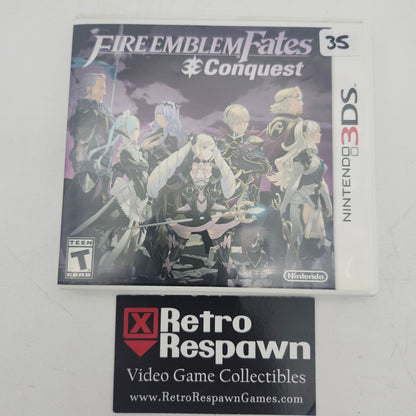 FIRE EMBLEM Fates
Conquest
35
NINTENDO 3DS
TEEN
T
ESRB
Nintendo
X Retro
Respawn
Video Game Collectibles
www.RetroRespawnGames.com